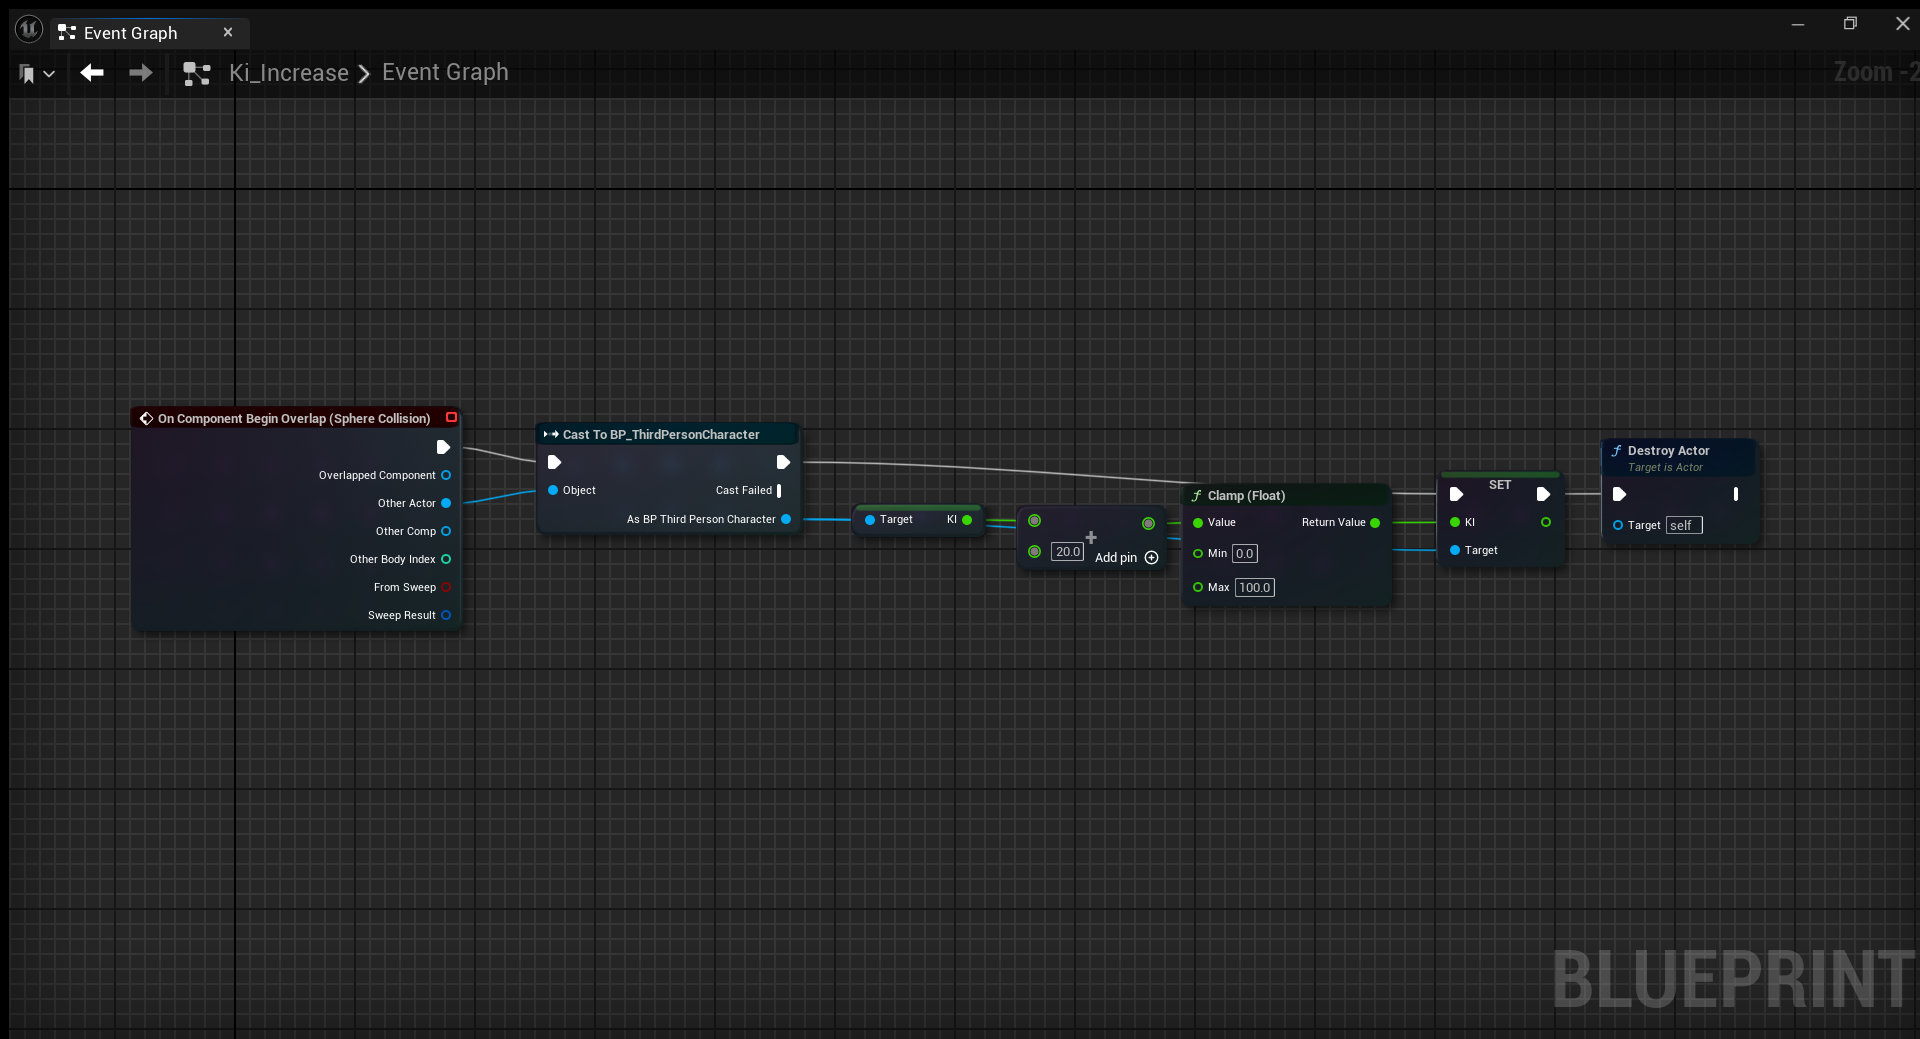 Event Graph
Ki_Increase > Event Graph
Zoom -2
On Component Begin Overlap (Sphere Collision)
Overlapped Component
Other Actor
Other Comp
Other Body Index
From Sweep
Sweep Result
Cast To BP_ThirdPersonCharacter
Object
Cast Failed
As BP Third Person Character
Target
KI
20.0
Add pin
Clamp (Float)
Value
Return Value
Min 0.0
Max 100.0
SET
KI
Target
Destroy Actor
Target is Actor
Target self
BLUEPRINT